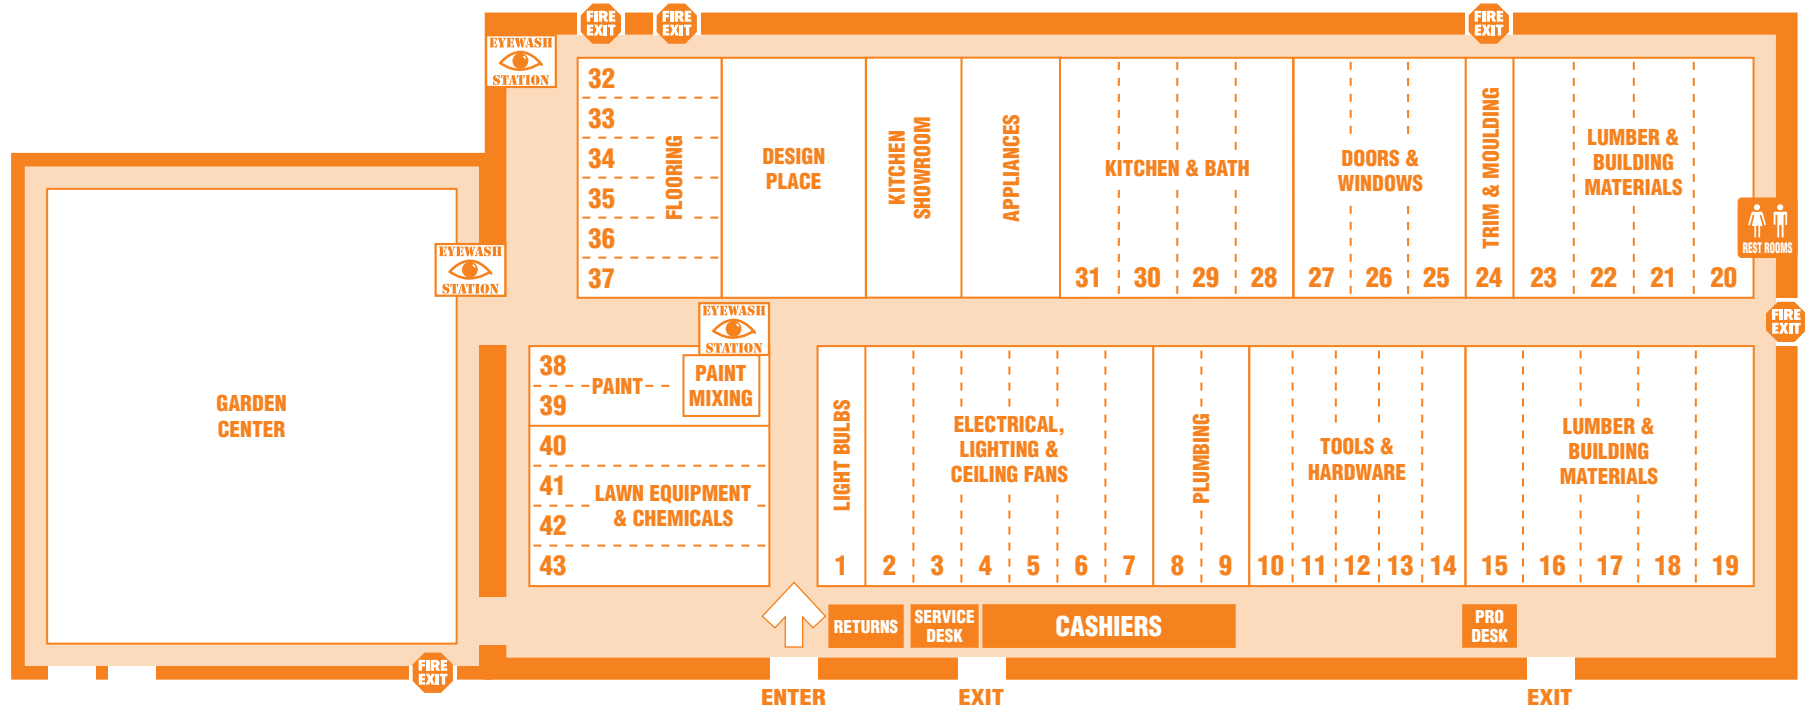 FIRE
EXIT
FIRE
EXIT
FIRE
EXIT
EYEWASH
STATION
32
33
34
35
36
37
FLOORING
DESIGN
PLACE
KITCHEN
SHOWROOM
APPLIANCES
KITCHEN & BATH
31
30
29
28
DOORS &
WINDOWS
27
26
25
TRIM & MOULDING
24
LUMBER &
BUILDING
MATERIALS
23
22
21
20
REST ROOMS
EYEWASH
STATION
EYEWASH
STATION
FIRE
EXIT
GARDEN
CENTER
38
39
PAINT
PAINT
MIXING
40
41
42
43
LAWN EQUIPMENT
& CHEMICALS
LIGHT BULBS
1
ELECTRICAL,
LIGHTING &
CEILING FANS
2
3
4
5
6
7
PLUMBING
8
9
TOOLS &
HARDWARE
10
11
12
13
14
LUMBER &
BUILDING
MATERIALS
15
16
17
18
19
RETURNS
SERVICE
DESK
CASHIERS
PRO
DESK
FIRE
EXIT
ENTER
EXIT
EXIT